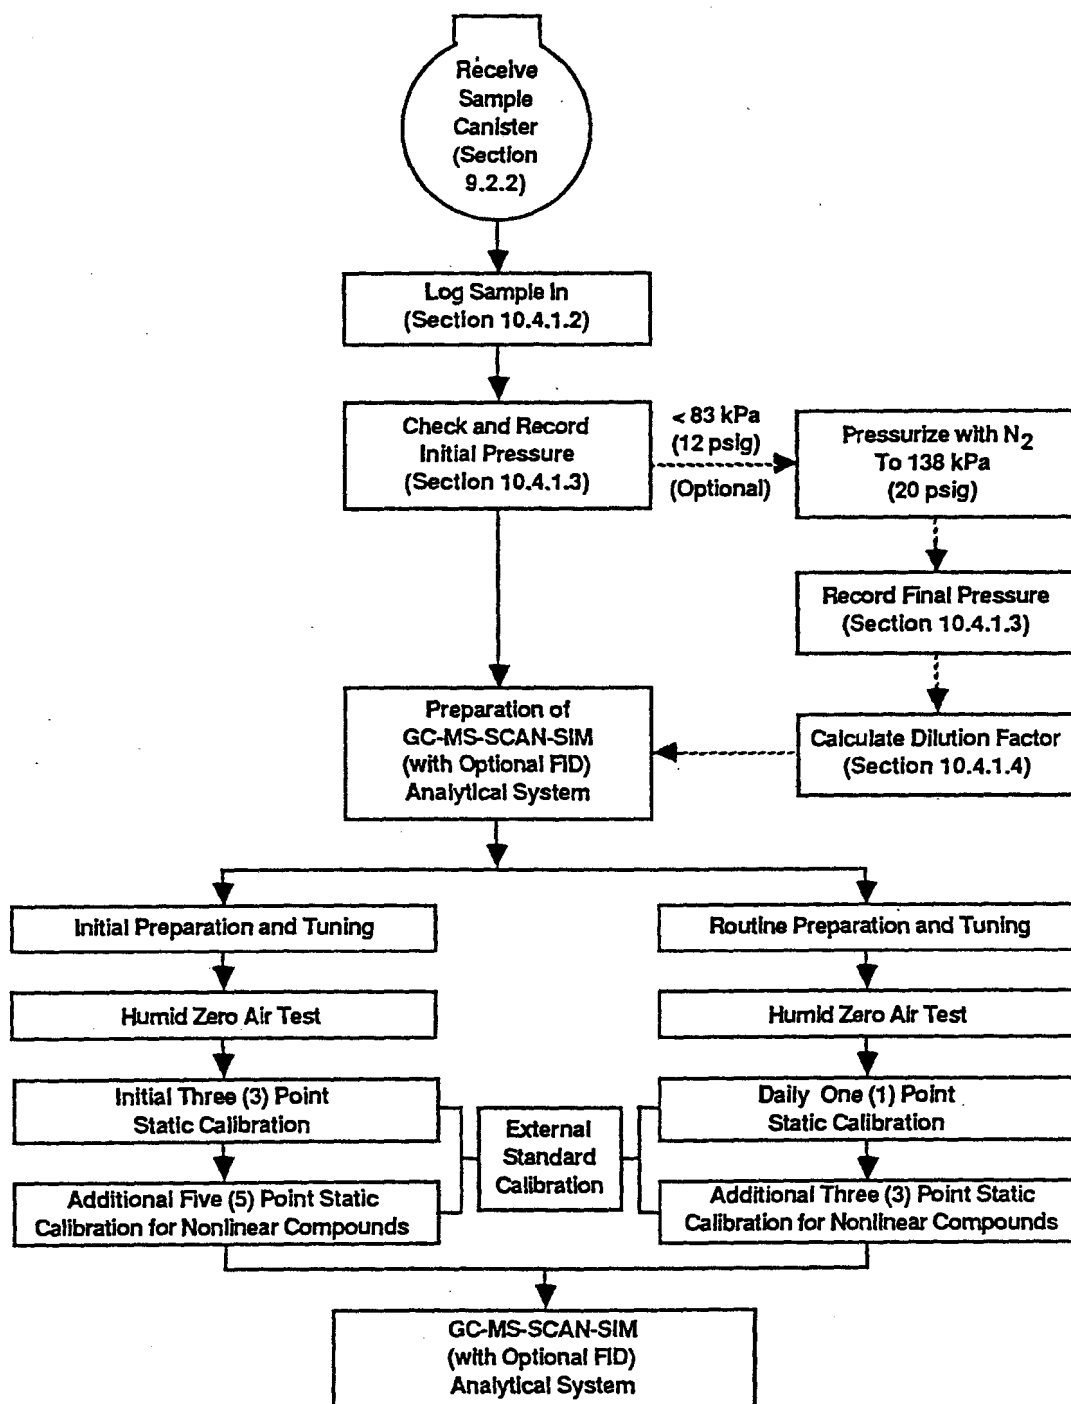 Receive
Sample
Canister
(Section
9.2.2)
Log Sample In
(Section 10.4.1.2)
Check and Record
Initial Pressure
(Section 10.4.1.3)
< 83 kPa
(12 psig)
(Optional)
Pressurize with N2
To 138 kPa
(20 psig)
Record Final Pressure
(Section 10.4.1.3)
Calculate Dilution Factor
(Section 10.4.1.4)
Preparation of
GC-MS-SCAN-SIM
(with Optional FID)
Analytical System
Initial Preparation and Tuning
Humid Zero Air Test
Initial Three (3) Point
Static Calibration
Additional Five (5) Point Static
Calibration for Nonlinear Compounds
External
Standard
Calibration
Routine Preparation and Tuning
Humid Zero Air Test
Daily One (1) Point
Static Calibration
Additional Three (3) Point Static
Calibration for Nonlinear Compounds
GC-MS-SCAN-SIM
(with Optional FID)
Analytical System